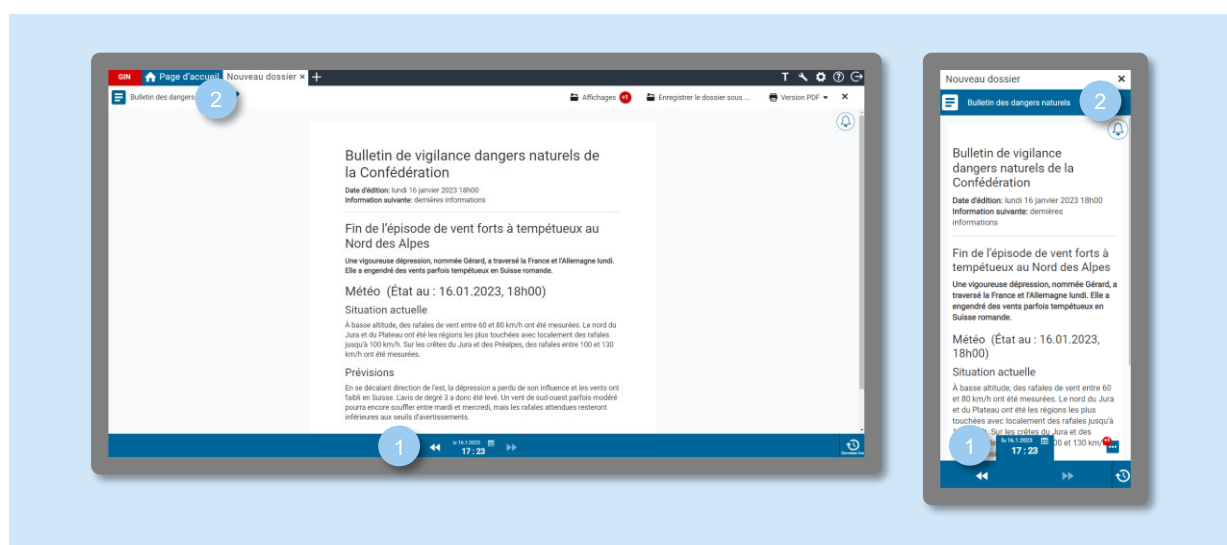 GIN Page d'accueil Nouveau dossier × +
T
Bulletin des dangers
2
Affichages +1 Enregistrer le dossier sous ... Version PDF ×
Bulletin de vigilance dangers naturels de
la Confédération
Date d'édition: lundi 16 janvier 2023 18h00
Information suivante: dernières informations
Fin de l'épisode de vent forts à tempétueux au
Nord des Alpes
Une vigoureuse dépression, nommée Gérard, a traversé la France et l'Allemagne lundi.
Elle a engendré des vents parfois tempétueux en Suisse romande.
Météo (État au : 16.01.2023, 18h00)
Situation actuelle
À basse altitude, des rafales de vent entre 60 et 80 km/h ont été mesurées. Le nord du
Jura et du Plateau ont été les régions les plus touchées avec localement des rafales
jusqu'à 100 km/h. Sur les crêtes du Jura et des Préalpes, des rafales entre 100 et 130
km/h ont été mesurées.
Prévisions
En se décalant direction de l'est, la dépression a perdu de son influence et les vents ont
faibli en Suisse. L'avis de degré 3 a donc été levé. Un vent de sud-ouest parfois modéré
pourra encore souffler entre mardi et mercredi, mais les rafales attendues resteront
inférieures aux seuils d'avertissements.
1
le 16.1.2023
17 : 23
Nouveau dossier ×
Bulletin des dangers naturels
2
Bulletin de vigilance
dangers naturels de la
Confédération
Date d'édition: lundi 16 janvier 2023 18h00
Information suivante: dernières
informations
Fin de l'épisode de vent forts à
tempétueux au Nord des Alpes
Une vigoureuse dépression, nommée Gérard, a
traversé la France et l'Allemagne lundi. Elle a
engendré des vents parfois tempétueux en
Suisse romande.
Météo (État au : 16.01.2023,
18h00)
Situation actuelle
À basse altitude, des rafales de vent entre 60
et 80 km/h ont été mesurées. Le nord du Jura
et du Plateau ont été les régions les plus
touchées avec localement des rafales jusqu'à
Sur les crêtes du Jura et des
00 et 130 km/
1
le 16.1.2023
17 : 23